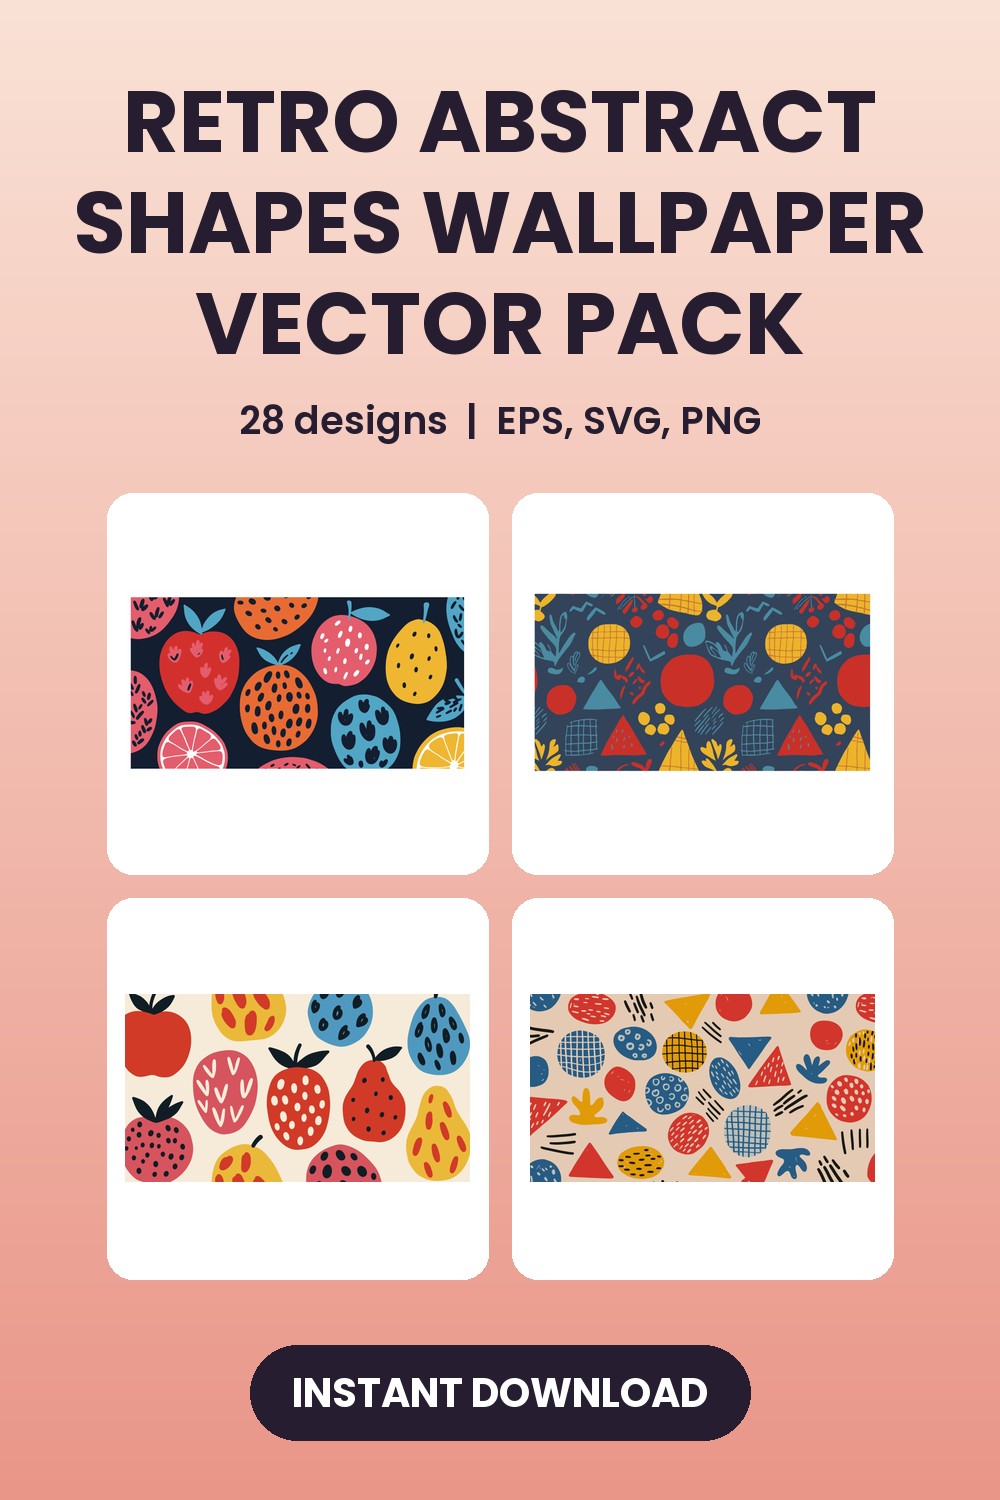 RETRO ABSTRACT
SHAPES WALLPAPER
VECTOR PACK
28 designs | EPS, SVG, PNG
INSTANT DOWNLOAD